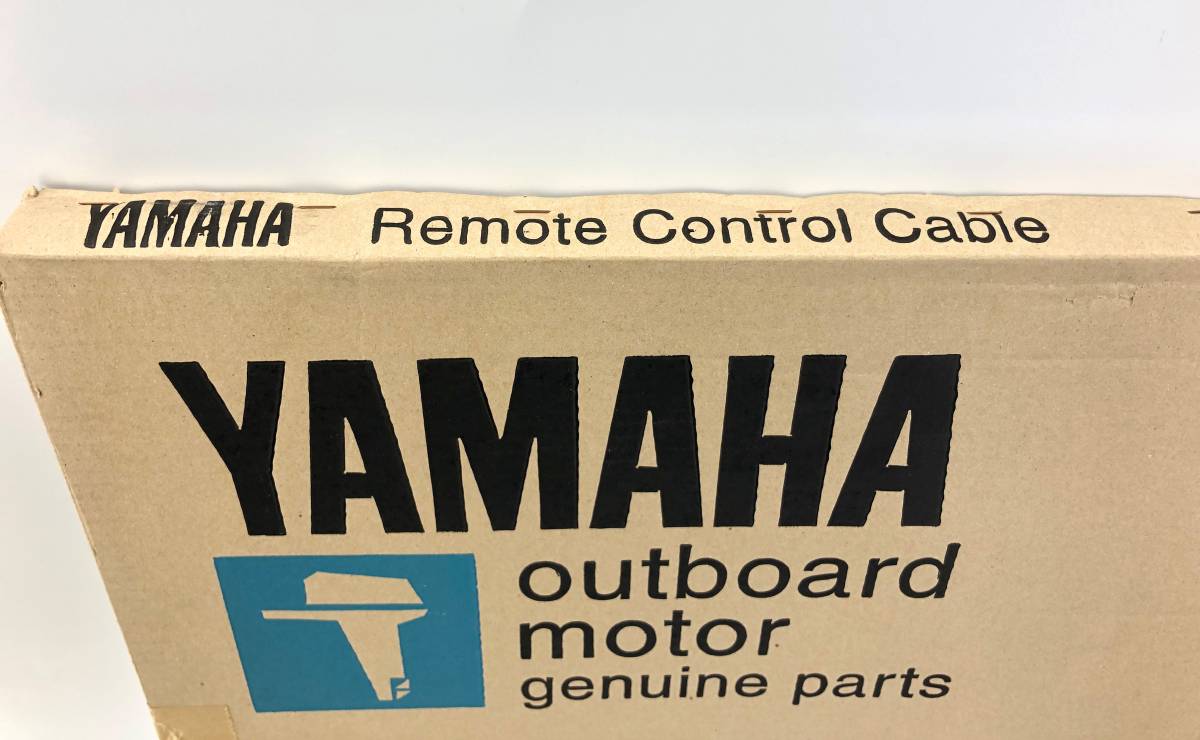 YAMAHA Remote Control Cable
YAMAHA
outboard
motor
genuine parts